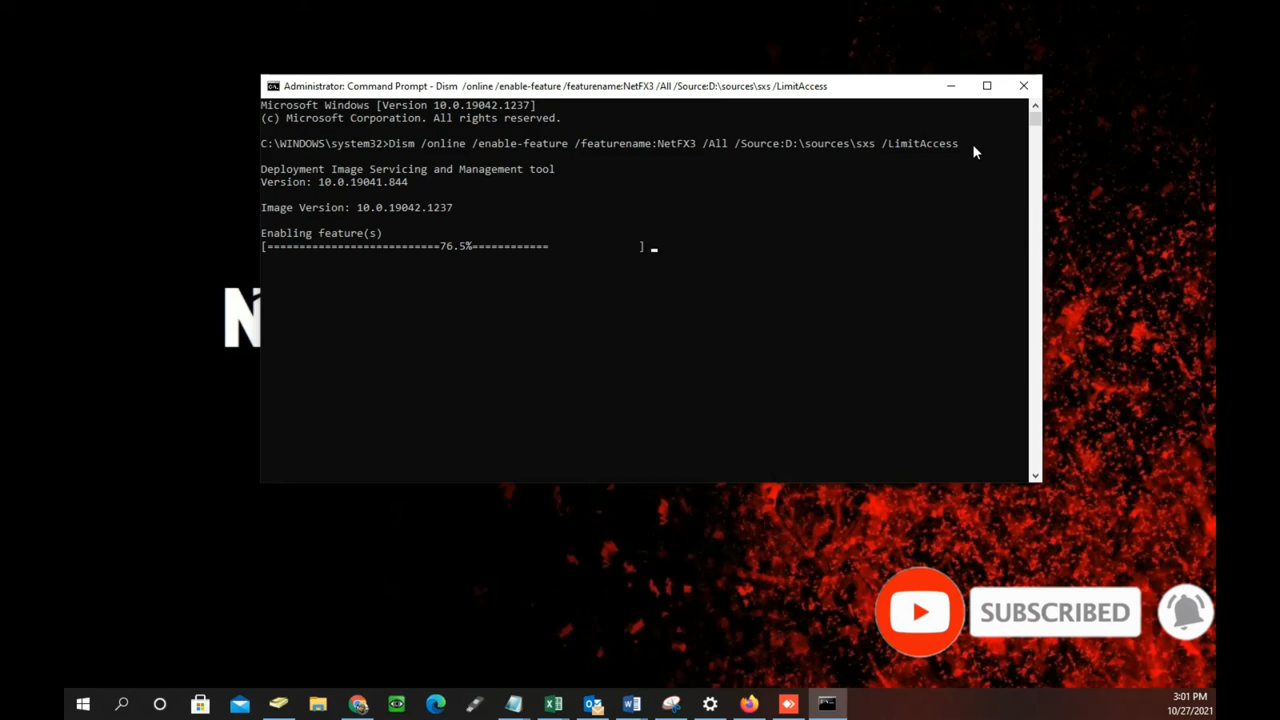 Administrator: Command Prompt - Dism /online /enable-feature /featurename:NetFX3 /All /Source:D:\sources\sxs /LimitAccess
Microsoft Windows [Version 10.0.19042.1237]
(c) Microsoft Corporation. All rights reserved.
C:\WINDOWS\system32>Dism /online /enable-feature /featurename:NetFX3 /All /Source:D:\sources\sxs /LimitAccess
Deployment Image Servicing and Management tool
Version: 10.0.19041.844
Image Version: 10.0.19042.1237
Enabling feature(s)
[===========================76.5%============                ]
N
SUBSCRIBED
3:01 PM
10/27/2021